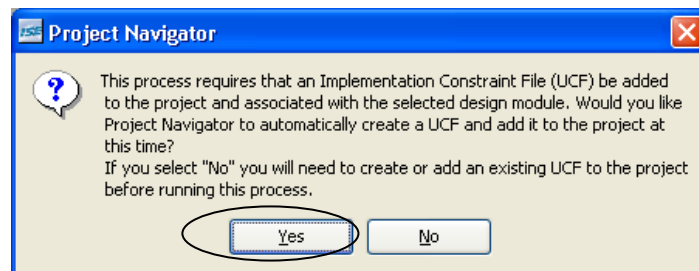 ISE Project Navigator
This process requires that an Implementation Constraint File (UCF) be added
to the project and associated with the selected design module. Would you like
Project Navigator to automatically create a UCF and add it to the project at
this time?
If you select "No" you will need to create or add an existing UCF to the project
before running this process.
Yes No